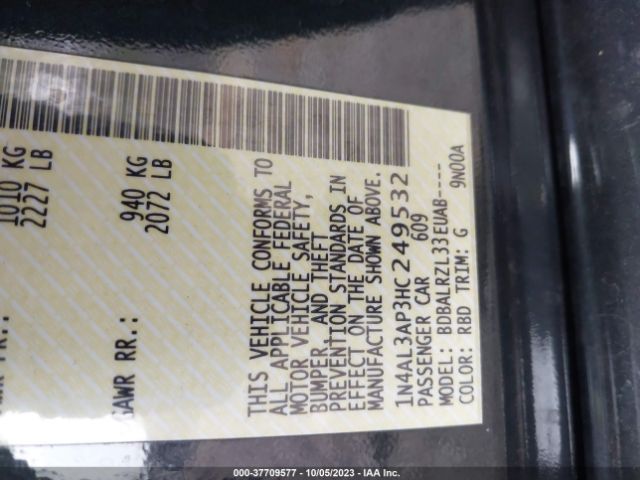 1010 KG
2227 LB
GAWR RR.:
940 KG
2072 LB
THIS VEHICLE CONFORMS TO
ALL APPLICABLE FEDERAL
MOTOR VEHICLE SAFETY,
BUMPER, AND THEFT
PREVENTION STANDARDS IN
EFFECT ON THE DATE OF
MANUFACTURE SHOWN ABOVE.
1N4AL3AP3HC249532
PASSENGER CAR 609
MODEL: BDBALRZL33EUAB----
COLOR: RBD TRIM: G 9N00A
000-37709577 - 10/05/2023 - IAA Inc.